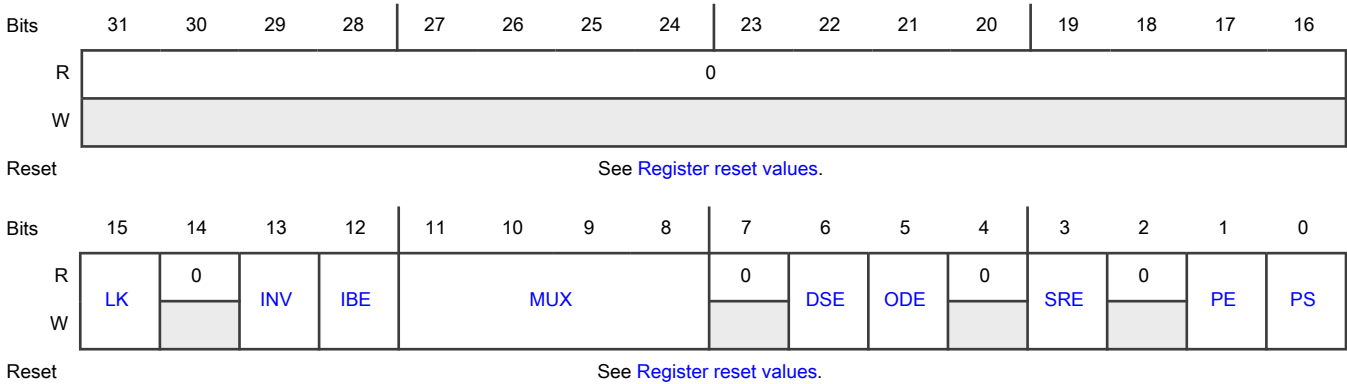 Bits 31 30 29 28 27 26 25 24 23 22 21 20 19 18 17 16
R 0
W
Reset See Register reset values.
Bits 15 14 13 12 11 10 9 8 7 6 5 4 3 2 1 0
R LK 0 INV IBE MUX 0 DSE ODE 0 SRE 0 PE PS
W
Reset See Register reset values.